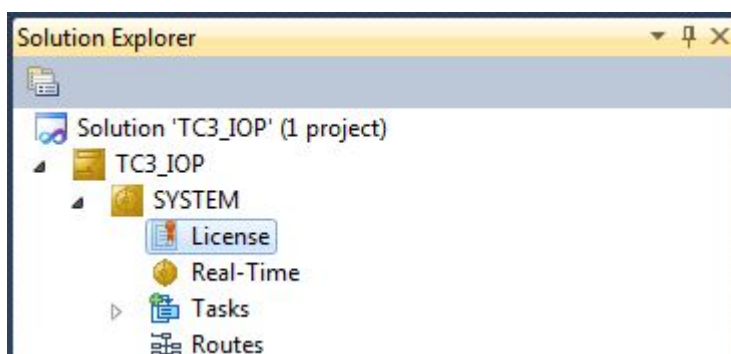 Solution Explorer
Solution 'TC3_IOP' (1 project)
TC3_IOP
SYSTEM
License
Real-Time
Tasks
Routes